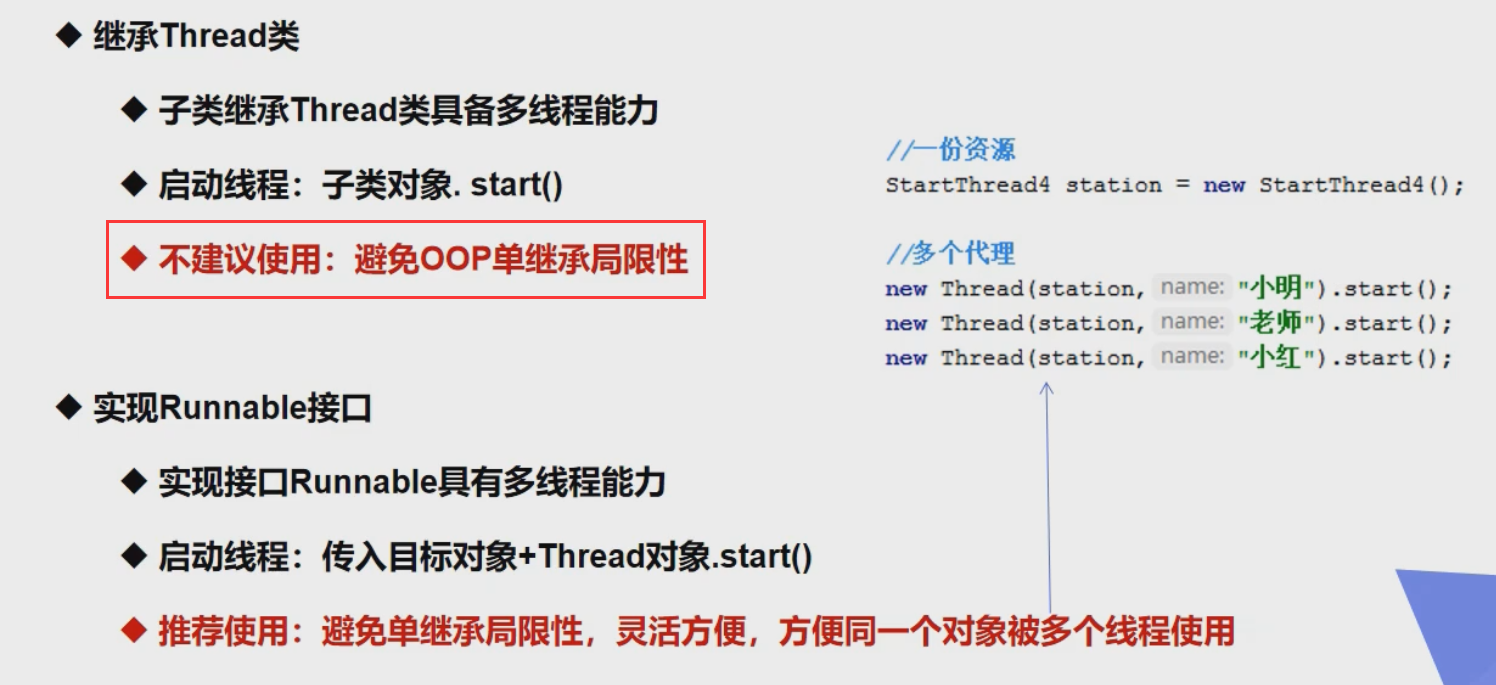 ◆ 继承Thread类
◆ 子类继承Thread类具备多线程能力
◆ 启动线程：子类对象. start()
◆ 不建议使用：避免OOP单继承局限性
◆ 实现Runnable接口
◆ 实现接口Runnable具有多线程能力
◆ 启动线程：传入目标对象+Thread对象.start()
◆ 推荐使用：避免单继承局限性，灵活方便，方便同一个对象被多个线程使用
//一份资源
StartThread4 station = new StartThread4();
//多个代理
new Thread(station, name: "小明").start();
new Thread(station, name: "老师").start();
new Thread(station, name: "小红").start();